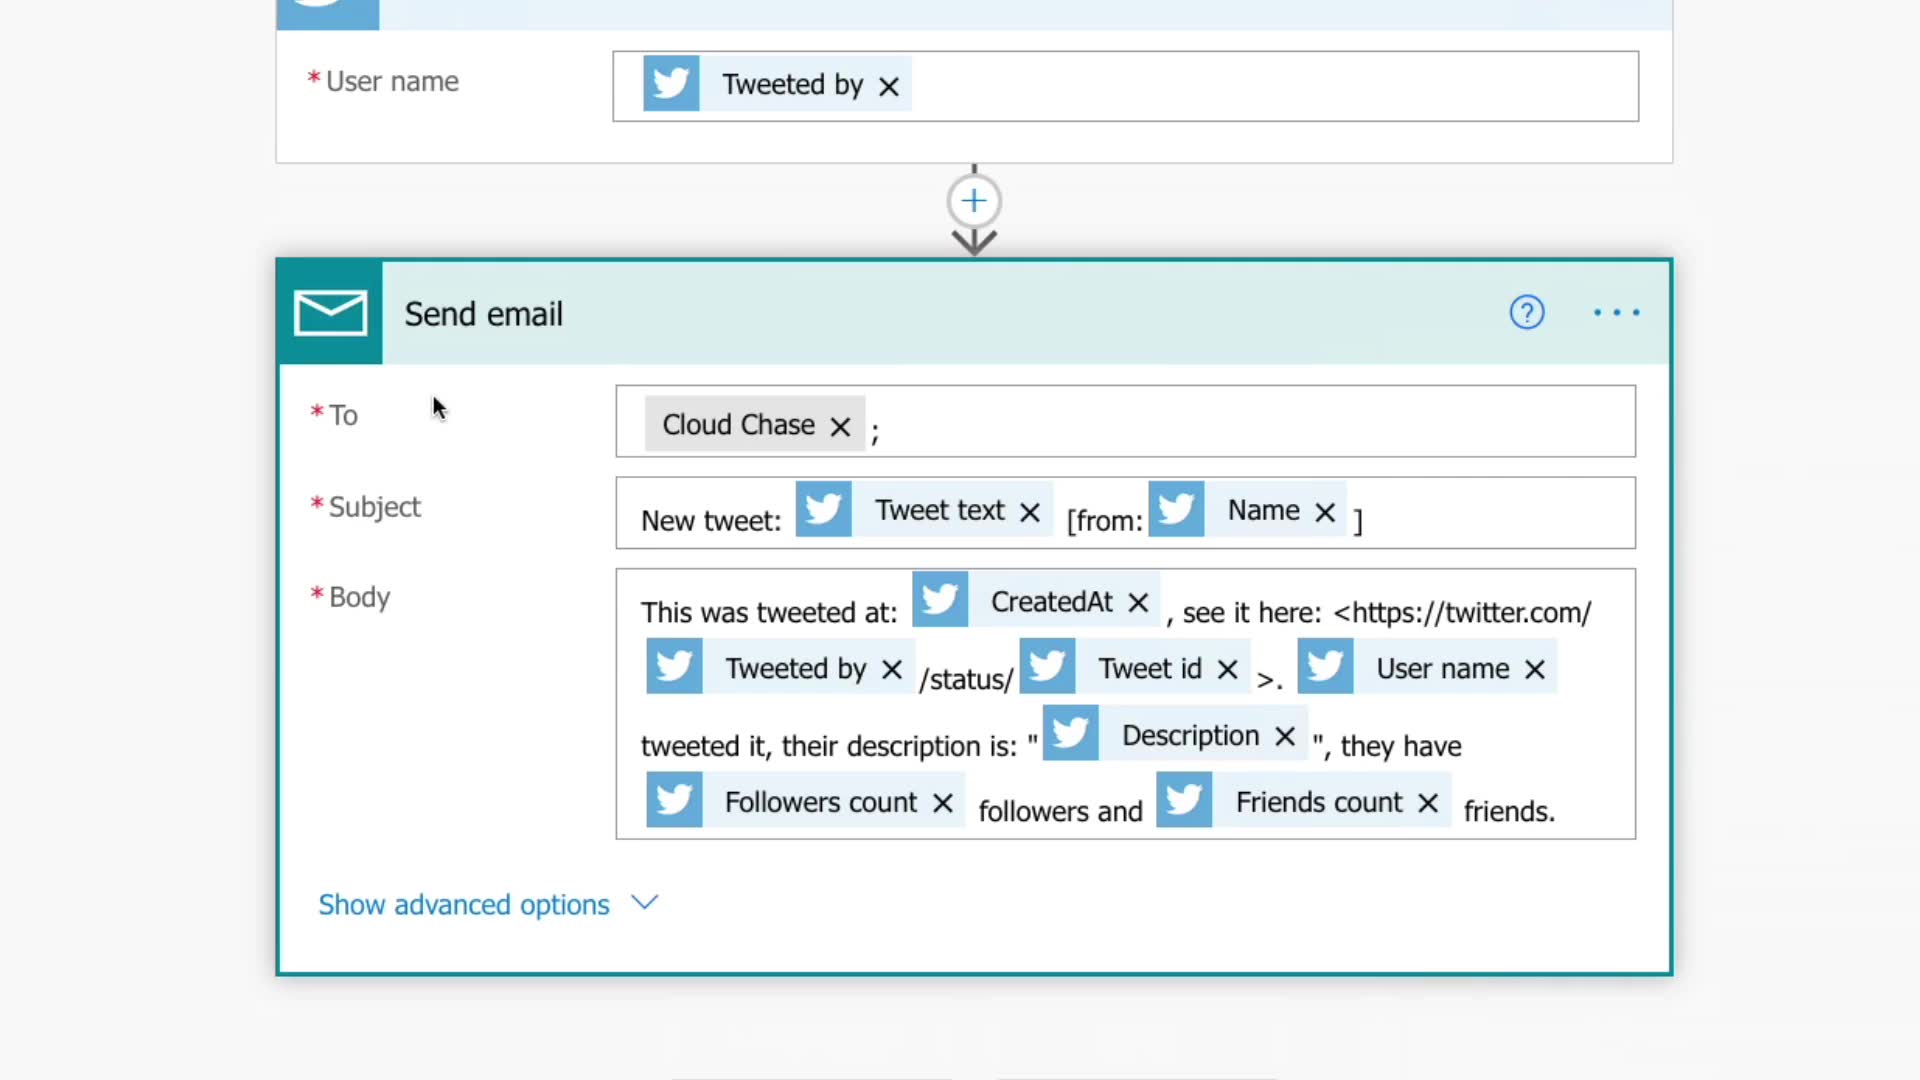 * User name Tweeted by ×
Send email ?
* To Cloud Chase × ;
* Subject New tweet: Tweet text × [from: Name × ]
* Body This was tweeted at: CreatedAt × , see it here: <https://twitter.com/
Tweeted by × /status/ Tweet id × >. User name ×
tweeted it, their description is: " Description × ", they have
Followers count × followers and Friends count × friends.
Show advanced options